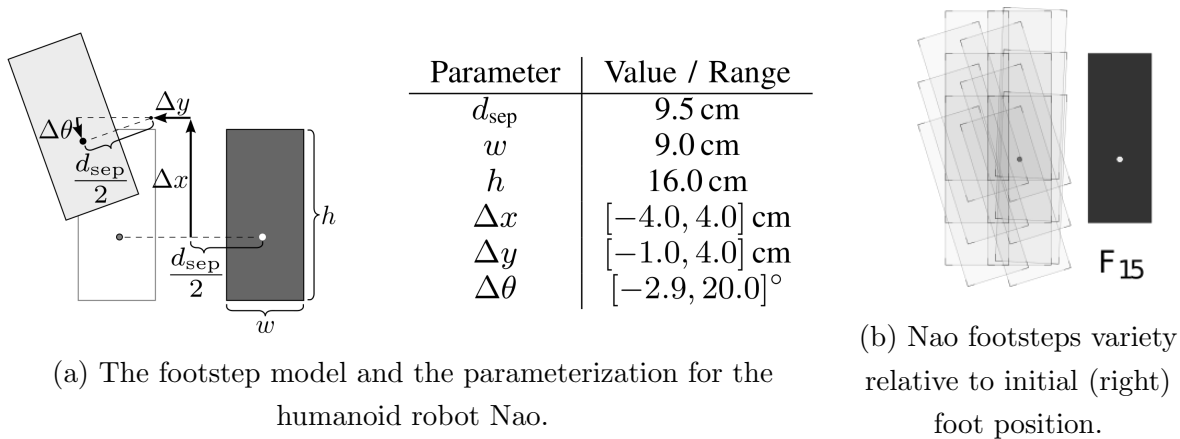 Δy
Δθ
d_sep/2
Δx
h
d_sep/2
w
Parameter Value / Range
d_sep 9.5 cm
w 9.0 cm
h 16.0 cm
Δx [−4.0, 4.0] cm
Δy [−1.0, 4.0] cm
Δθ [−2.9, 20.0]°
(a) The footstep model and the parameterization for the
humanoid robot Nao.
F₁₅
(b) Nao footsteps variety
relative to initial (right)
foot position.